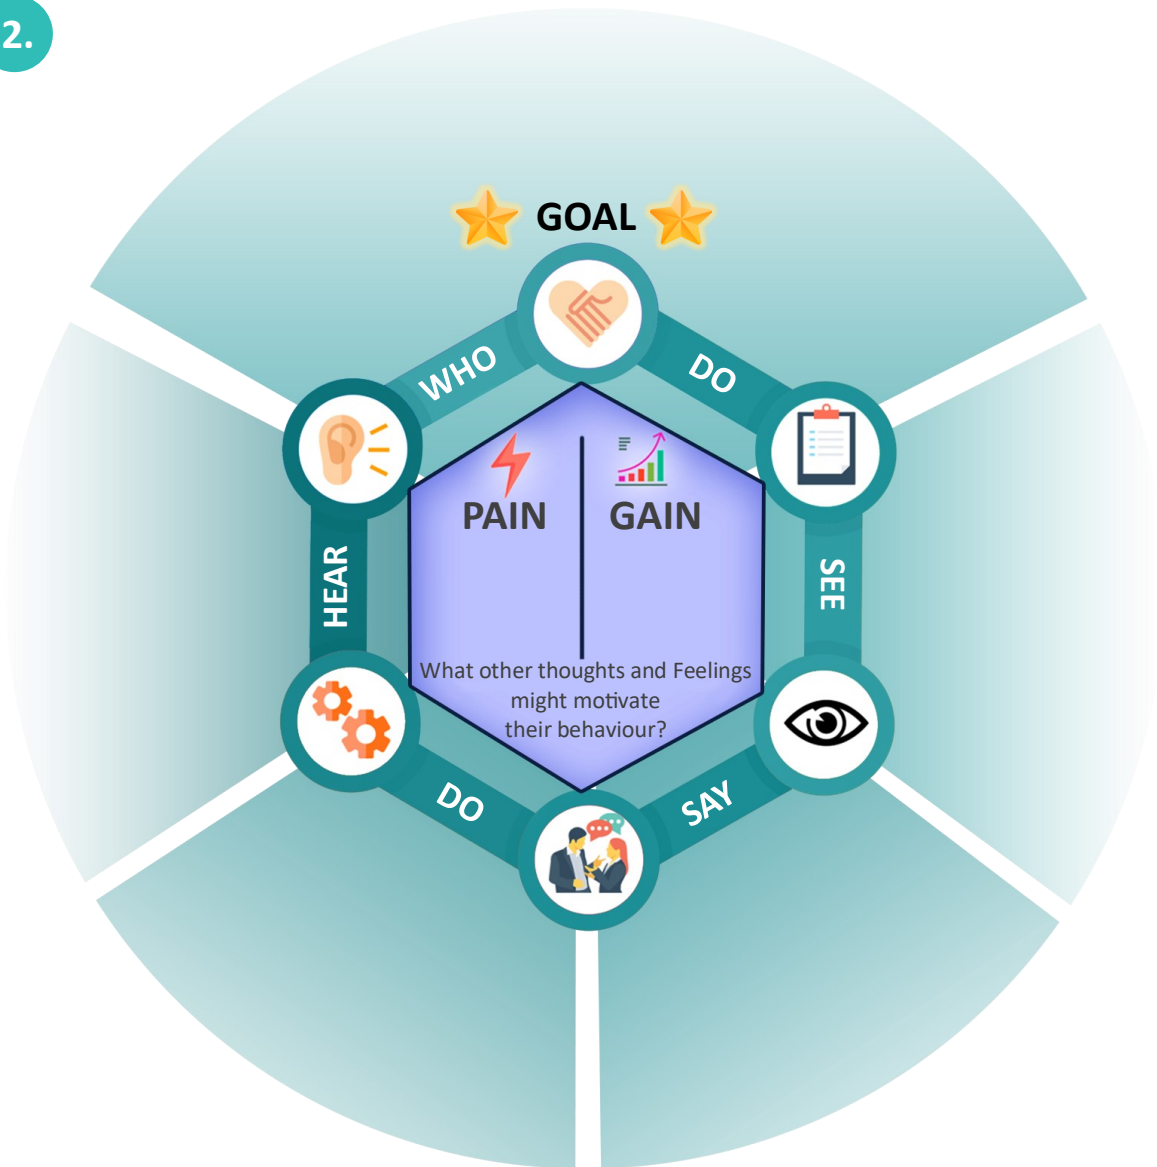 2.
GOAL
WHO
DO
PAIN
GAIN
HEAR
SEE
What other thoughts and Feelings
might motivate
their behaviour?
DO
SAY